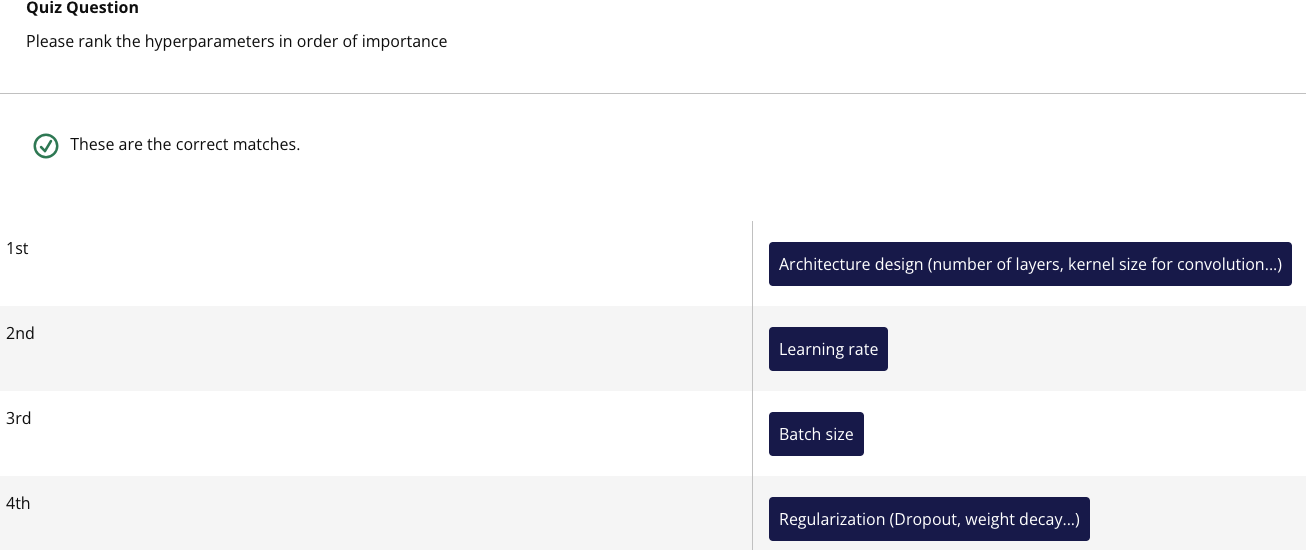 Quiz Question
Please rank the hyperparameters in order of importance
These are the correct matches.
1st
Architecture design (number of layers, kernel size for convolution...)
2nd
Learning rate
3rd
Batch size
4th
Regularization (Dropout, weight decay...)